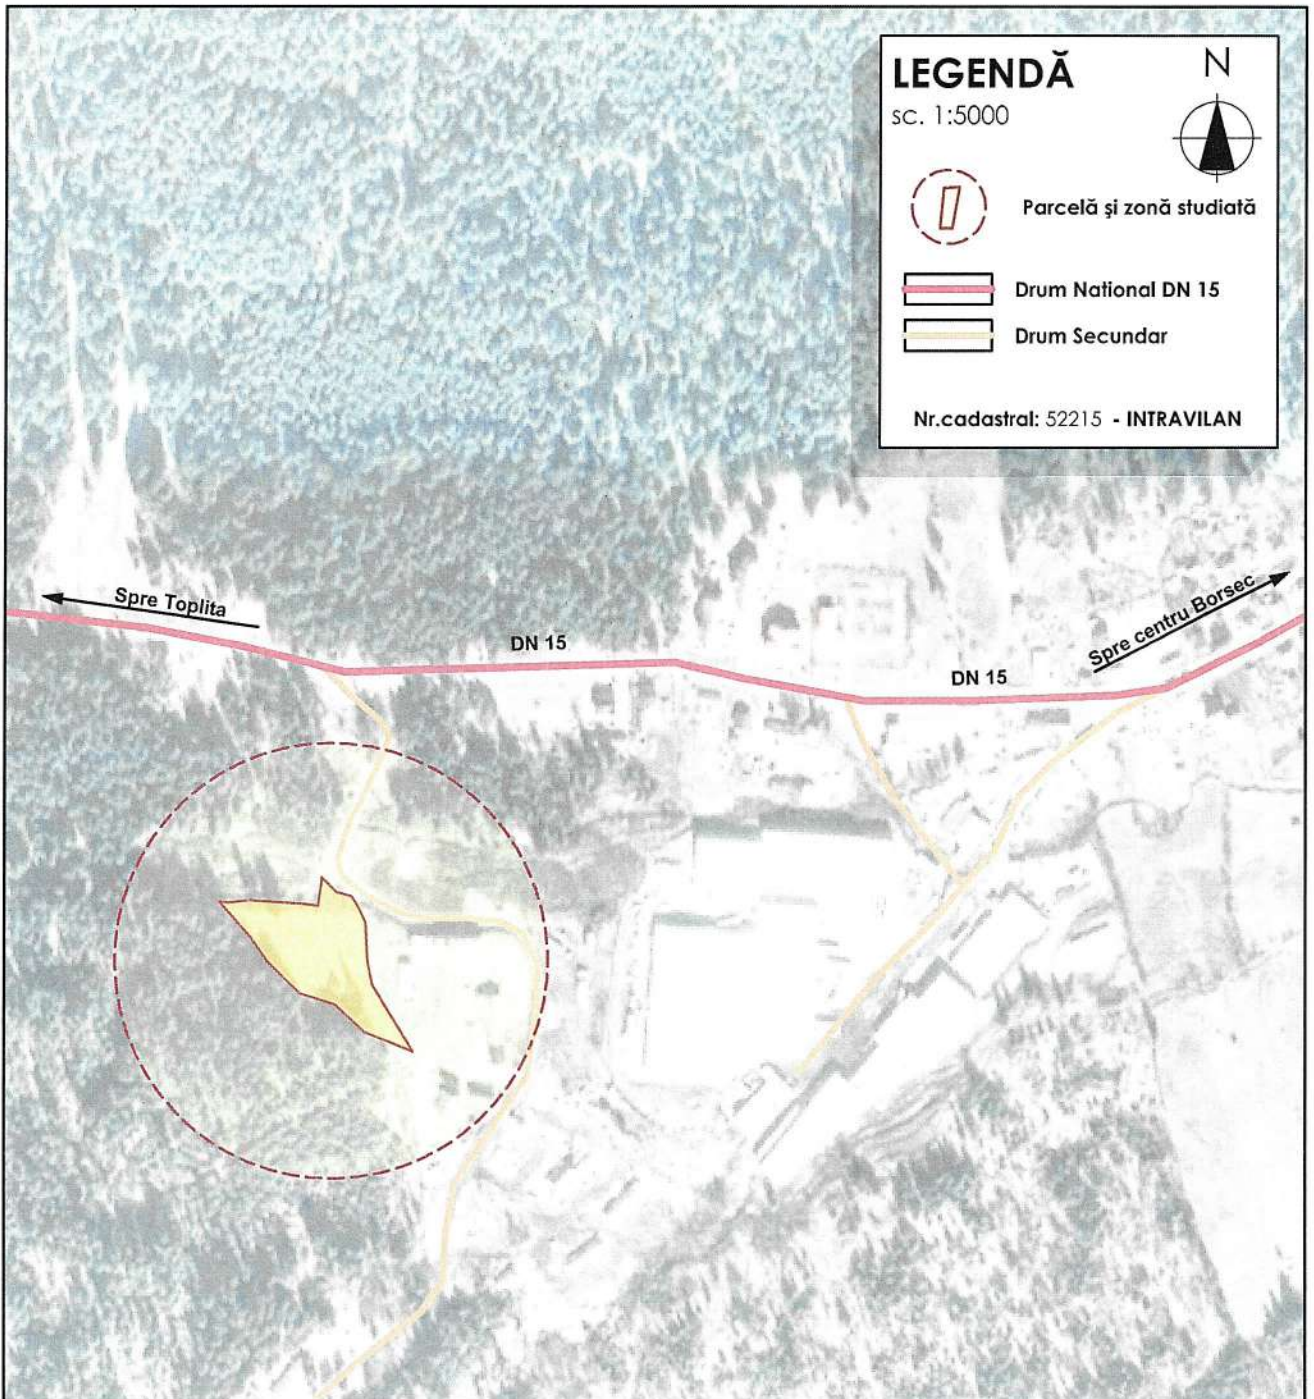 LEGENDĂ
N
sc. 1:5000
Parcelă și zonă studiată
Drum National DN 15
Drum Secundar
Nr.cadastral: 52215 - INTRAVILAN
Spre Toplita
DN 15
Spre centru Borsec
DN 15